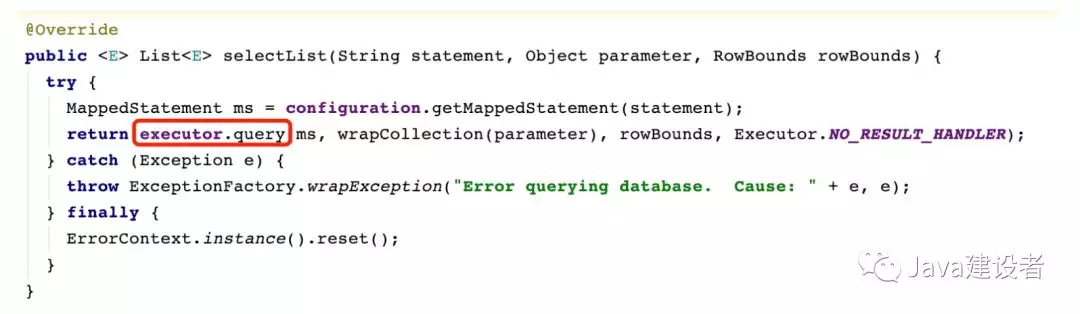 @Override
public <E> List<E> selectList(String statement, Object parameter, RowBounds rowBounds) {
try {
MappedStatement ms = configuration.getMappedStatement(statement);
return executor.query ms, wrapCollection(parameter), rowBounds, Executor.NO_RESULT_HANDLER);
} catch (Exception e) {
throw ExceptionFactory.wrapException("Error querying database.  Cause: " + e, e);
} finally {
ErrorContext.instance().reset();
}
}
Java建设者